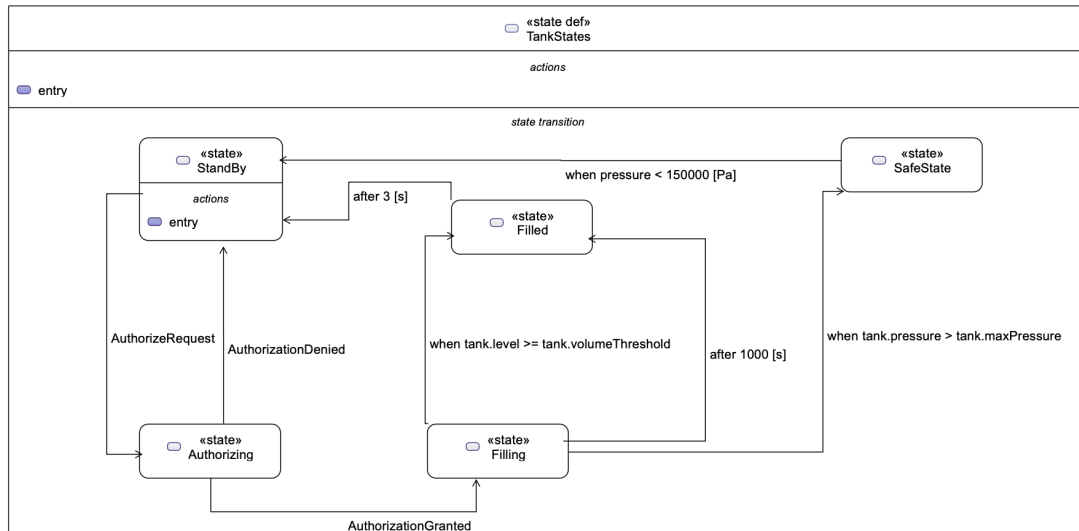 «state def»
TankStates
actions
entry
state transition
«state»
StandBy
actions
entry
«state»
SafeState
when pressure < 150000 [Pa]
after 3 [s]
«state»
Filled
AuthorizeRequest
AuthorizationDenied
when tank.level >= tank.volumeThreshold
after 1000 [s]
when tank.pressure > tank.maxPressure
«state»
Authorizing
«state»
Filling
AuthorizationGranted